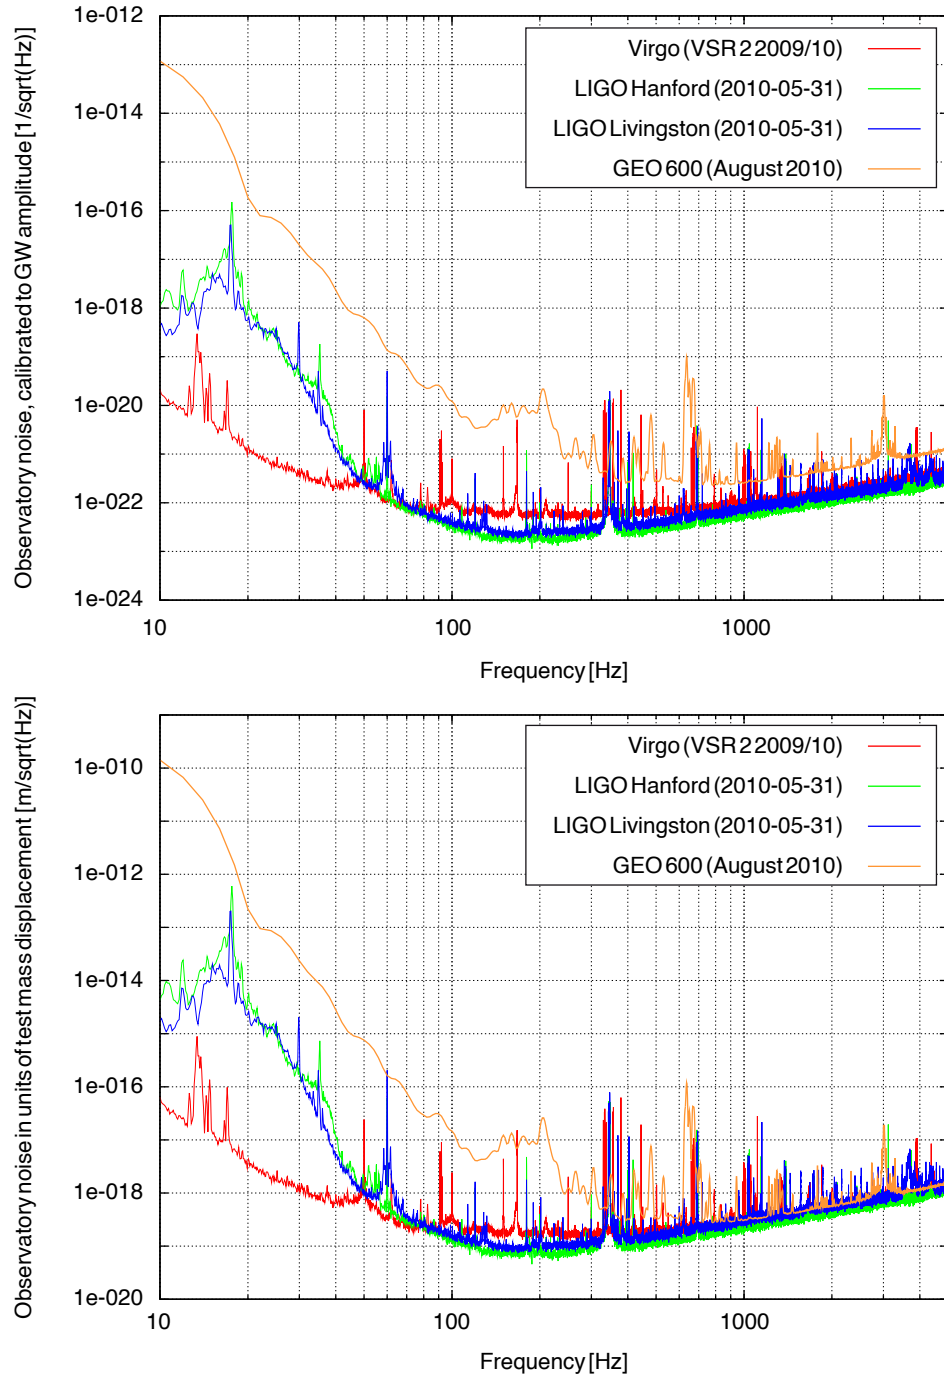 Observatory noise, calibrated to GW amplitude [1/sqrt(Hz)]
1e-012
1e-014
1e-016
1e-018
1e-020
1e-022
1e-024
Virgo (VSR 2 2009/10)
LIGO Hanford (2010-05-31)
LIGO Livingston (2010-05-31)
GEO 600 (August 2010)
10 100 1000
Frequency [Hz]
Observatory noise in units of test mass displacement [m/sqrt(Hz)]
1e-010
1e-012
1e-014
1e-016
1e-018
1e-020
Virgo (VSR 2 2009/10)
LIGO Hanford (2010-05-31)
LIGO Livingston (2010-05-31)
GEO 600 (August 2010)
10 100 1000
Frequency [Hz]